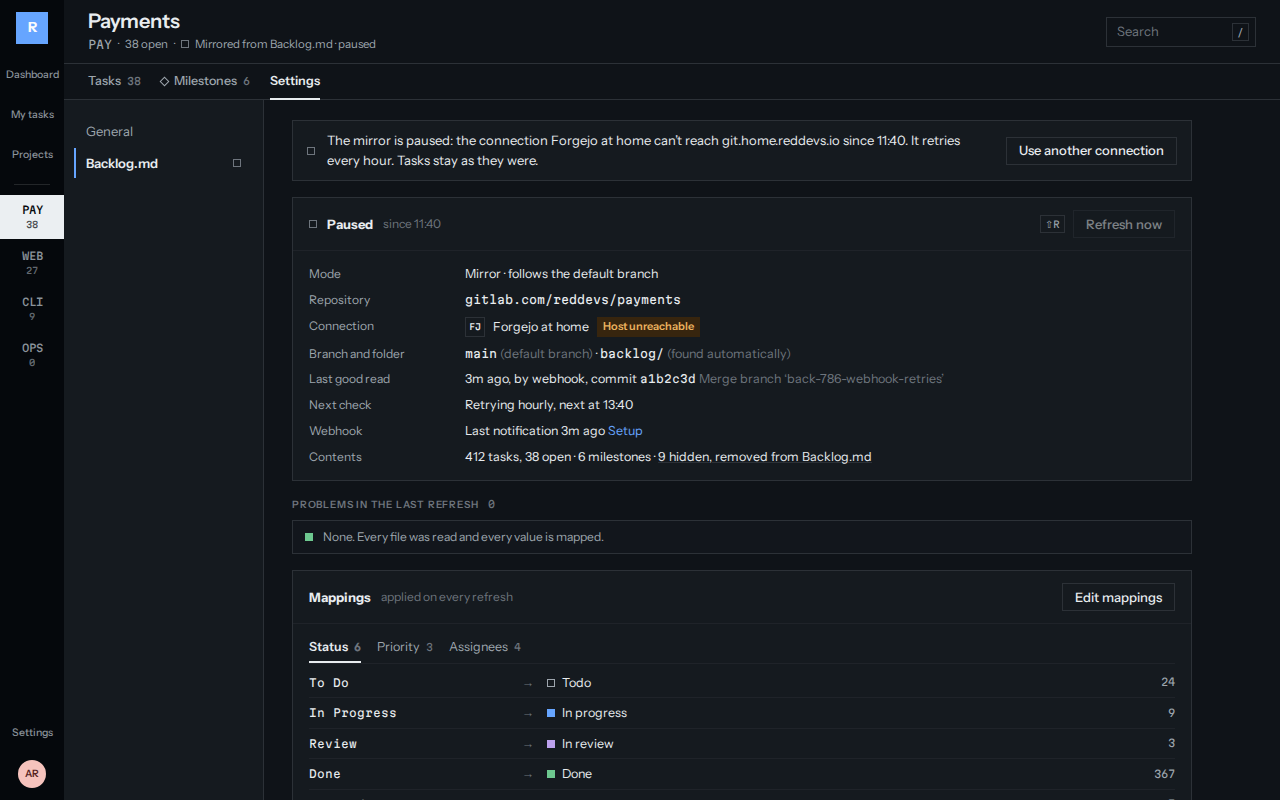 R
Payments
PAY · 38 open · Mirrored from Backlog.md · paused
Search /
Dashboard
My tasks
Projects
PAY
38
WEB
27
CLI
9
OPS
0
Settings
AR
Tasks 38 Milestones 6 Settings
General
Backlog.md
The mirror is paused: the connection Forgejo at home can't reach git.home.reddevs.io since 11:40. It retries
every hour. Tasks stay as they were.
Use another connection
Paused since 11:40
⇧R Refresh now
Mode Mirror · follows the default branch
Repository gitlab.com/reddevs/payments
Connection FJ Forgejo at home Host unreachable
Branch and folder main (default branch) · backlog/ (found automatically)
Last good read 3m ago, by webhook, commit a1b2c3d Merge branch 'back-786-webhook-retries'
Next check Retrying hourly, next at 13:40
Webhook Last notification 3m ago Setup
Contents 412 tasks, 38 open · 6 milestones · 9 hidden, removed from Backlog.md
PROBLEMS IN THE LAST REFRESH 0
None. Every file was read and every value is mapped.
Mappings applied on every refresh
Edit mappings
Status 6 Priority 3 Assignees 4
To Do → Todo 24
In Progress → In progress 9
Review → In review 3
Done → Done 367